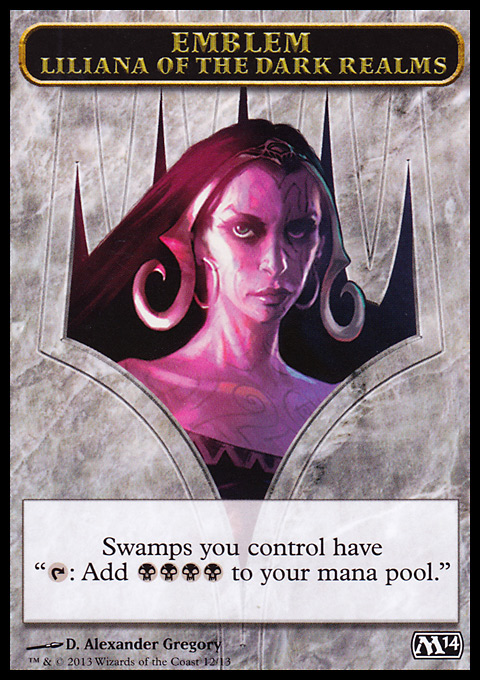 EMBLEM
LILIANA OF THE DARK REALMS
Swamps you control have
“: Add to your mana pool.”
D. Alexander Gregory
™ & © 2013 Wizards of the Coast 12/13
M14